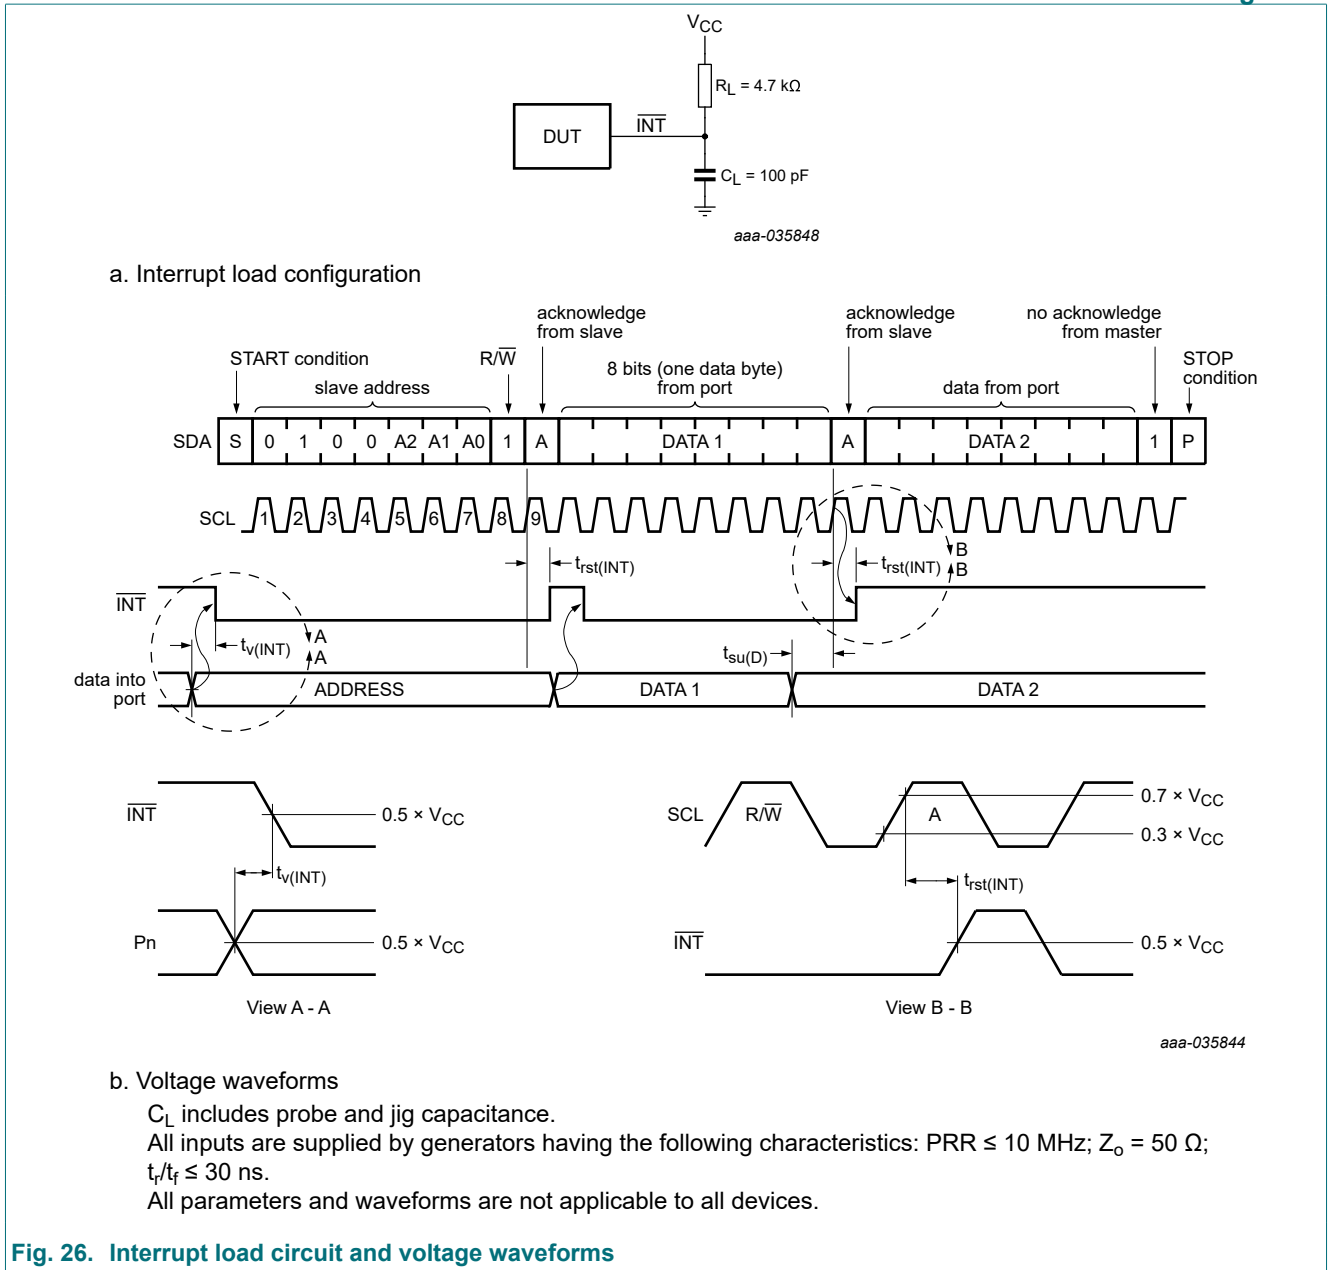 VCC
RL = 4.7 kΩ
DUT
INT
CL = 100 pF
aaa-035848
a. Interrupt load configuration
acknowledge
from slave
acknowledge
from slave
no acknowledge
from master
START condition
R/W
8 bits (one data byte)
from port
STOP
condition
slave address
data from port
SDA S 0 1 0 0 A2 A1 A0 1 A DATA 1 A DATA 2 1 P
SCL 1 2 3 4 5 6 7 8 9
B
B
trst(INT)
trst(INT)
INT
A
A
tv(INT)
tsu(D)
data into
port
ADDRESS
DATA 1
DATA 2
INT
0.5 × VCC
tv(INT)
Pn
0.5 × VCC
View A - A
SCL
R/W
A
0.7 × VCC
0.3 × VCC
trst(INT)
INT
0.5 × VCC
View B - B
aaa-035844
b. Voltage waveforms
CL includes probe and jig capacitance.
All inputs are supplied by generators having the following characteristics: PRR ≤ 10 MHz; Zo = 50 Ω;
tr/tf ≤ 30 ns.
All parameters and waveforms are not applicable to all devices.
Fig. 26. Interrupt load circuit and voltage waveforms